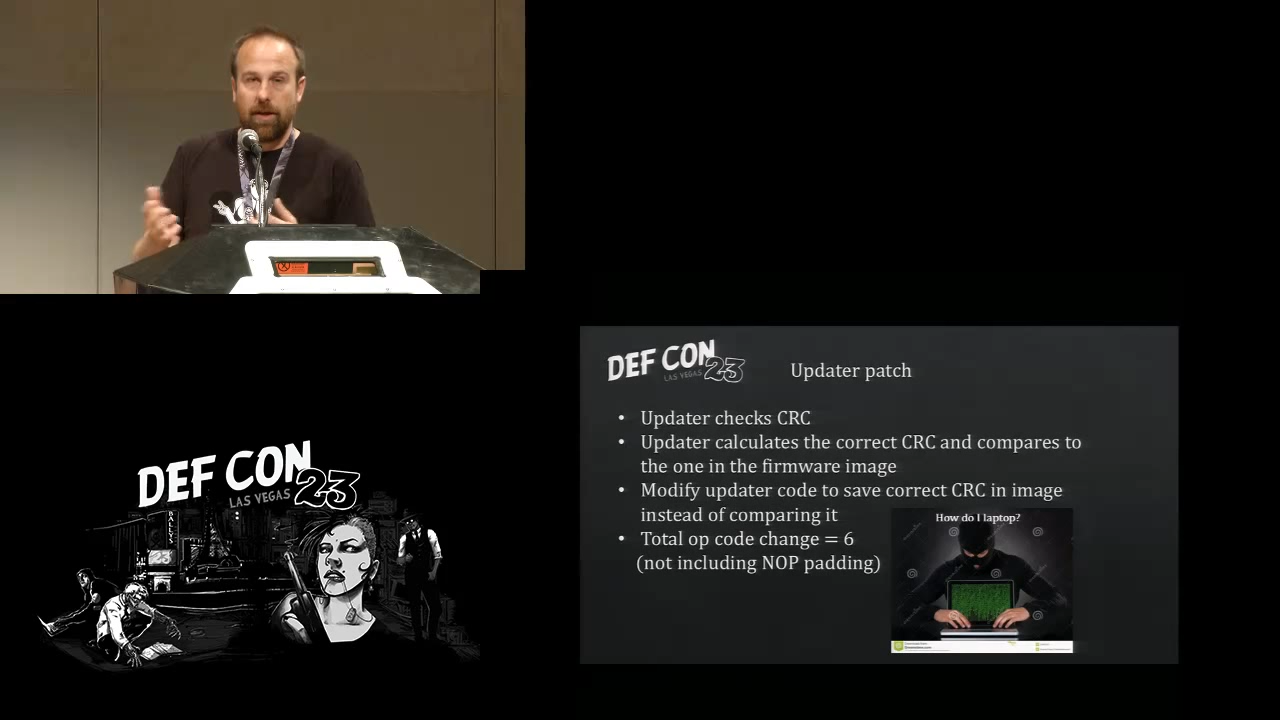 DEF CON
LAS VEGAS 23
Updater patch
• Updater checks CRC
• Updater calculates the correct CRC and compares to
the one in the firmware image
• Modify updater code to save correct CRC in image
instead of comparing it
• Total op code change = 6
(not including NOP padding)
How do I laptop?
DEF CON
LAS VEGAS 23
BALLY'S